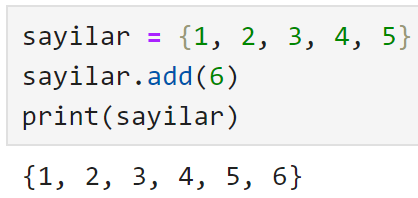 sayilar = {1, 2, 3, 4, 5}
sayilar.add(6)
print(sayilar)
{1, 2, 3, 4, 5, 6}